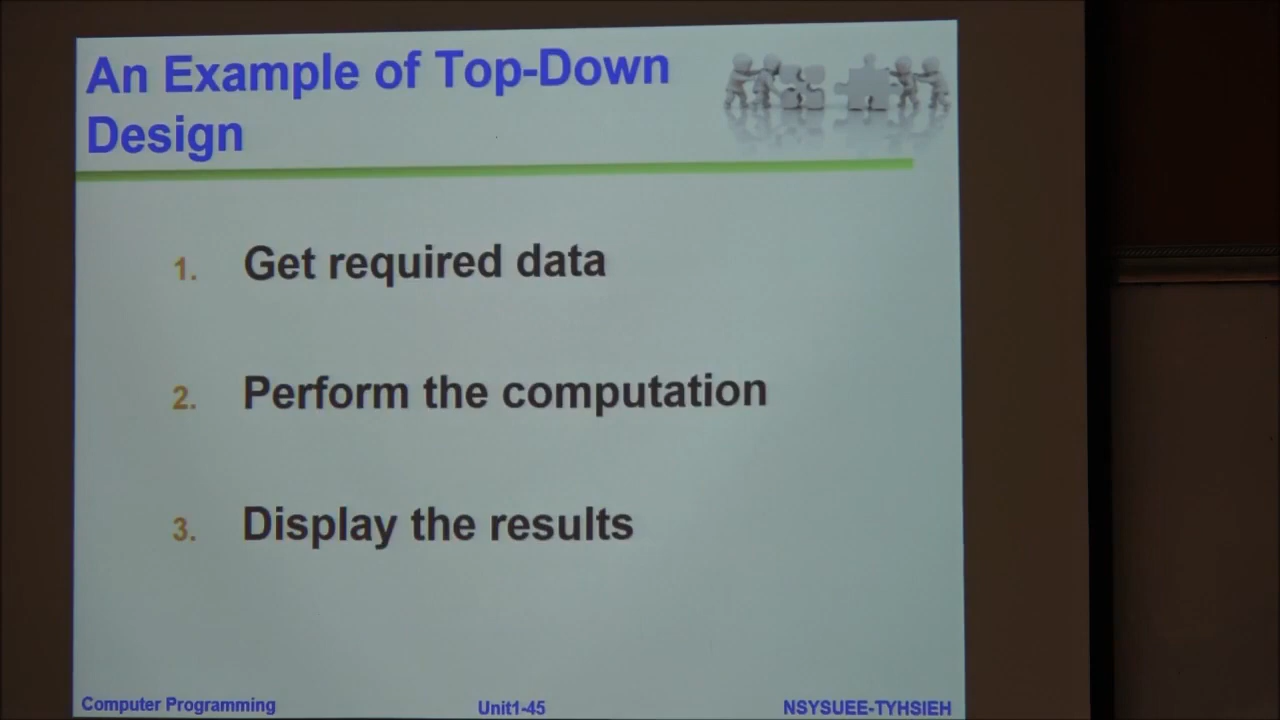 An Example of Top-Down
Design
1. Get required data
2. Perform the computation
3. Display the results
Computer Programming Unit1-45 NSYSUEE-TYHSIEH